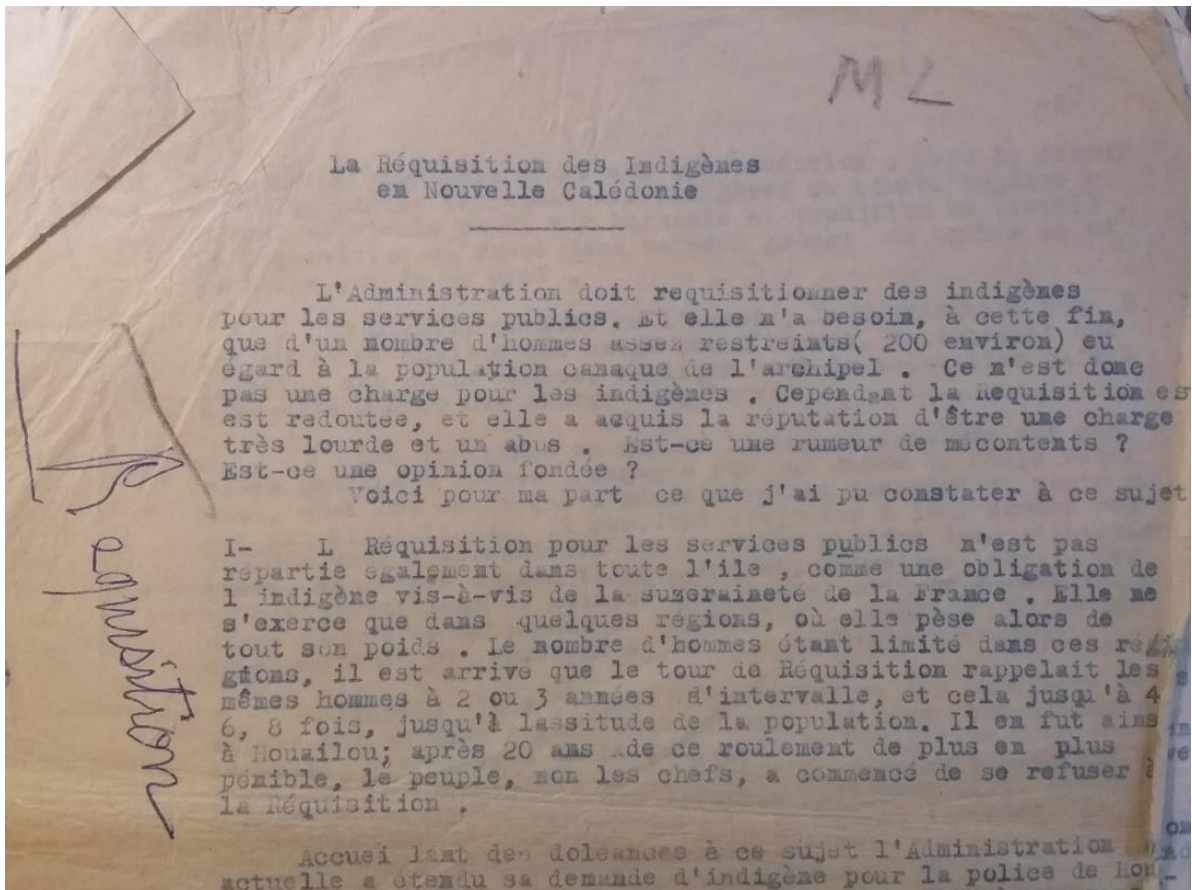 M L
La Réquisition des Indigènes
en Nouvelle Calédonie
L'Administration doit requisitionner des indigènes
pour les services publics. Et elle n'a besoin, à cette fin,
que d'un nombre d'hommes assez restreints( 200 environ) eu
égard à la population canaque de l'archipel . Ce n'est donc
pas une charge pour les indigènes . Cependant la Requisition es
est redoutée, et elle a acquis la réputation d'être une charge
très lourde et un abus . Est-ce une rumeur de mécontents ?
Est-ce une opinion fondée ?
Voici pour ma part ce que j'ai pu constater à ce sujet
I- L Réquisition pour les services publics n'est pas
repartie egalement dans toute l'ile , comme une obligation de
l indigène vis-à-vis de la suzeraineté de la France . Elle ne
s'exerce que dans quelques régions, où elle pèse alors de
tout son poids . Le nombre d'hommes étant limité dans ces ré
gions, il est arrivé que le tour de Réquisition rappelait les
mêmes hommes à 2 ou 3 années d'intervalle, et cela jusqu'à 4
6, 8 fois, jusqu'à lassitude de la population. Il en fut ains
à Houailou; après 20 ans de ce roulement de plus en plus
pénible, le peuple, non les chefs, a commencé de se refuser à
la Réquisition .
Accuei lant des doleances à ce sujet l'Administration
actuelle a étendu sa demande d'indigène pour la police de Hou
Requisition